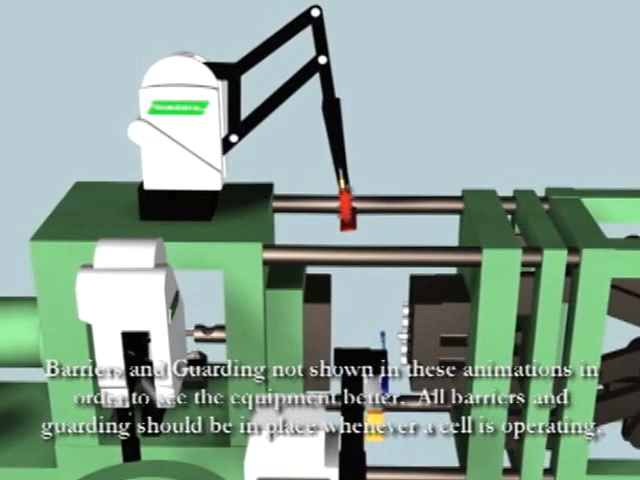 Barriers and Guarding not shown in these animations in
order to see the equipment better. All barriers and
guarding should be in place whenever a cell is operating.